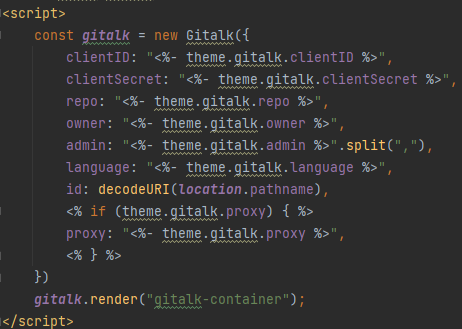 <script>
const gitalk = new Gitalk({
clientID: "<%- theme.gitalk.clientID %>",
clientSecret: "<%- theme.gitalk.clientSecret %>",
repo: "<%- theme.gitalk.repo %>",
owner: "<%- theme.gitalk.owner %>",
admin: "<%- theme.gitalk.admin %>".split(","),
language: "<%- theme.gitalk.language %>",
id: decodeURI(location.pathname),
<% if (theme.gitalk.proxy) { %>
proxy: "<%- theme.gitalk.proxy %>",
<% } %>
})
gitalk.render("gitalk-container");
</script>